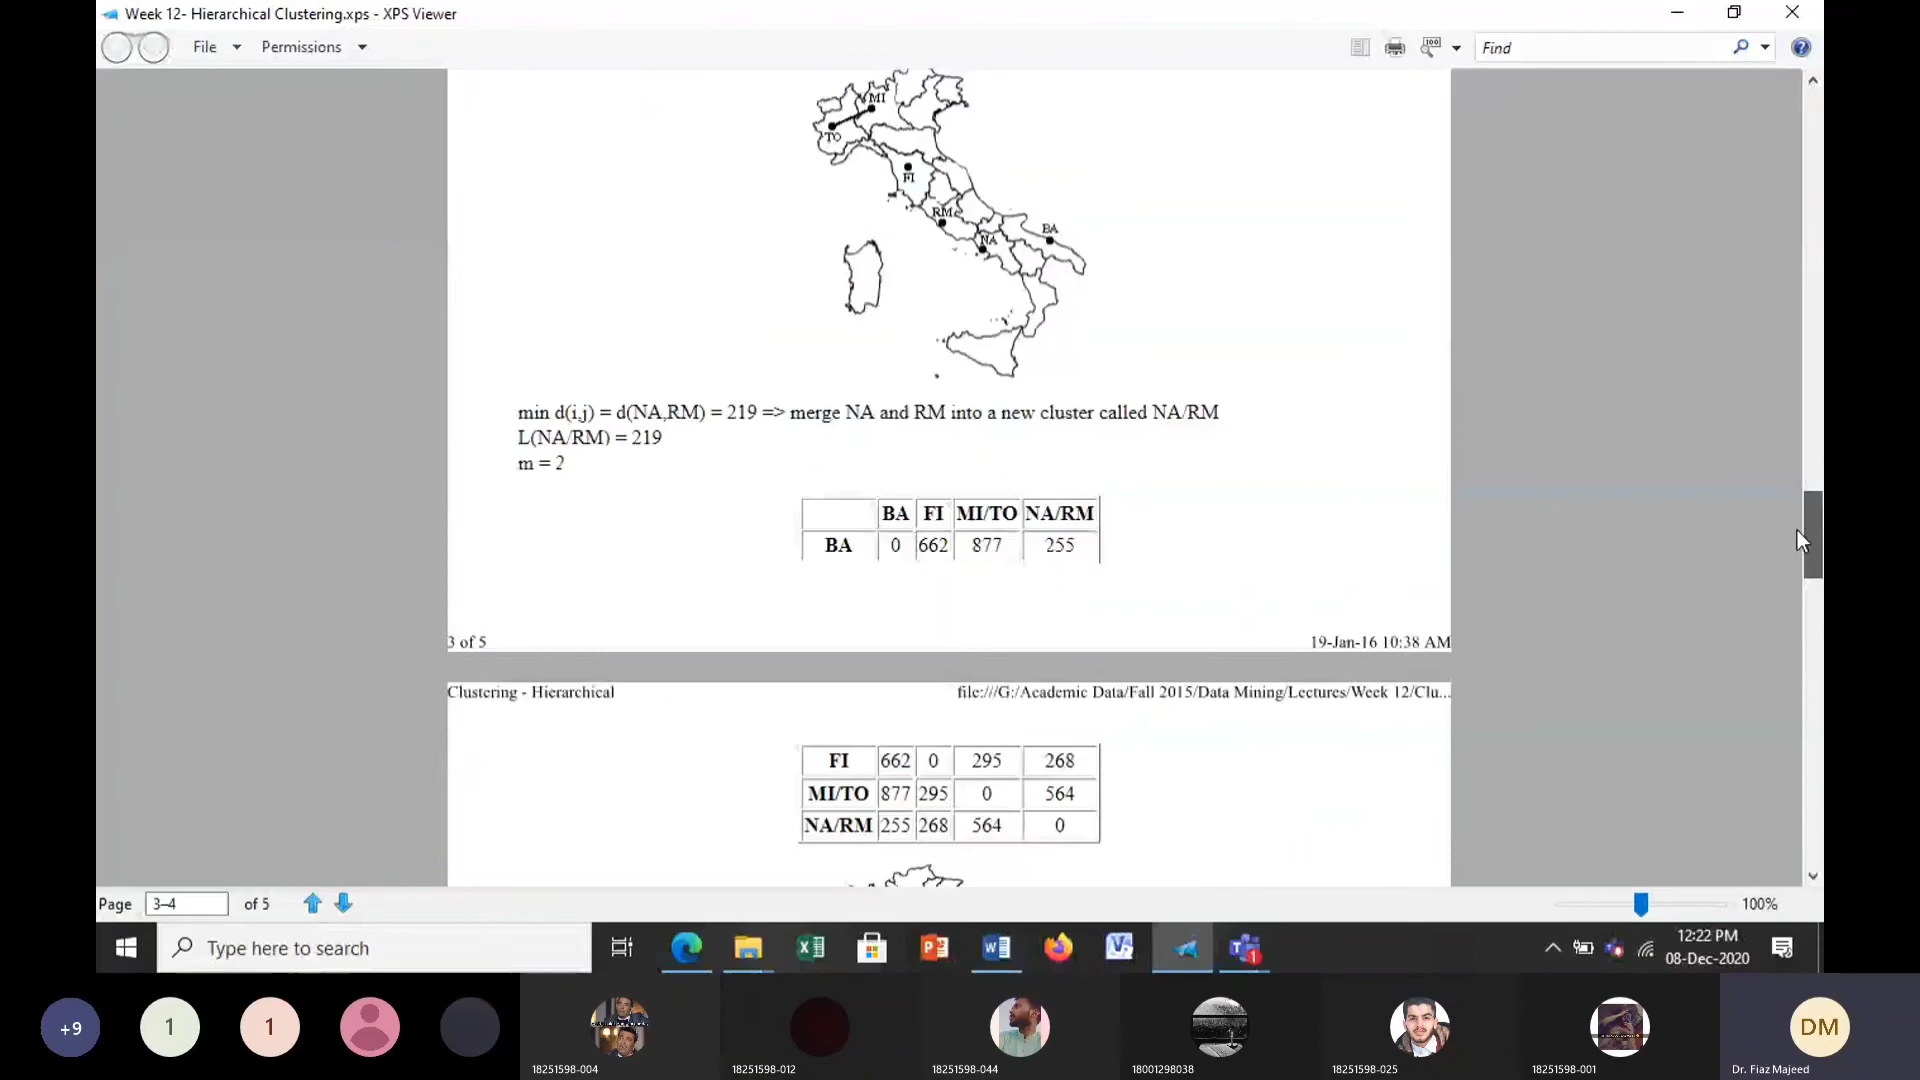 Week 12- Hierarchical Clustering.xps - XPS Viewer
File Permissions 100 Find
MI
TO
FI
RM
NA
BA
min d(i,j) = d(NA,RM) = 219 => merge NA and RM into a new cluster called NA/RM
L(NA/RM) = 219
m = 2
BA FI MI/TO NA/RM
BA 0 662 877 255
3 of 5 19-Jan-16 10:38 AM
Clustering - Hierarchical file:///G:/Academic Data/Fall 2015/Data Mining/Lectures/Week 12/Clu...
FI 662 0 295 268
MI/TO 877 295 0 564
NA/RM 255 268 564 0
Page 3-4 of 5 100%
Type here to search
12:22 PM
08-Dec-2020
+9 1 1 DM
18251598-004 18251598-012 18251598-044 18001298038 18251598-025 18251598-001 Dr. Fiaz Majeed